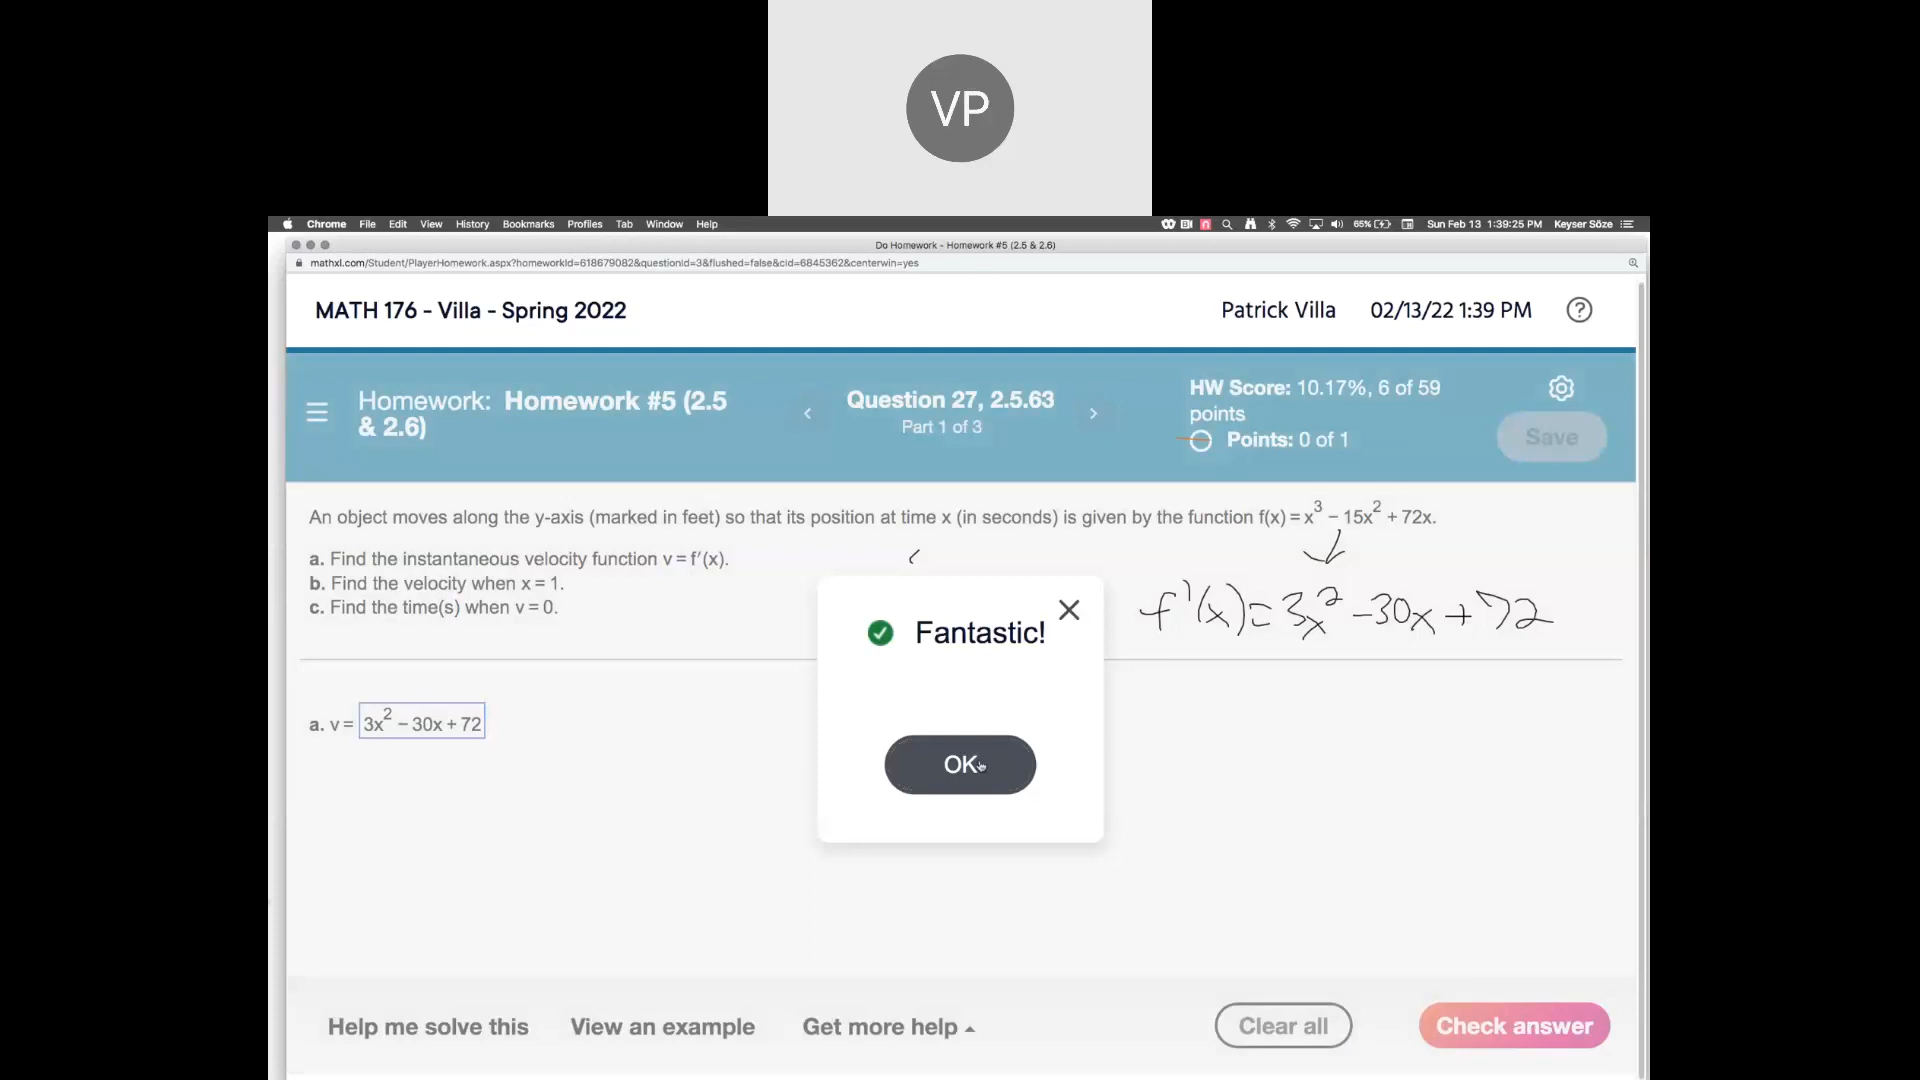 VP
Chrome File Edit View History Bookmarks Profiles Tab Window Help 65% Sun Feb 13 1:39:25 PM Keyser Söze
Do Homework - Homework #5 (2.5 & 2.6)
mathxl.com/Student/PlayerHomework.aspx?homeworkId=618679082&questionId=3&flushed=false&cId=6845362&centerwin=yes
MATH 176 - Villa - Spring 2022 Patrick Villa 02/13/22 1:39 PM ?
Homework: Homework #5 (2.5
& 2.6)
Question 27, 2.5.63
Part 1 of 3
HW Score: 10.17%, 6 of 59
points
Points: 0 of 1
Save
An object moves along the y-axis (marked in feet) so that its position at time x (in seconds) is given by the function f(x) = x³ − 15x² + 72x.
a. Find the instantaneous velocity function v = f'(x).
b. Find the velocity when x = 1.
c. Find the time(s) when v = 0.
f'(x) = 3x² − 30x + 72
Fantastic!
a. v = 3x² − 30x + 72
OK
Help me solve this View an example Get more help Clear all Check answer